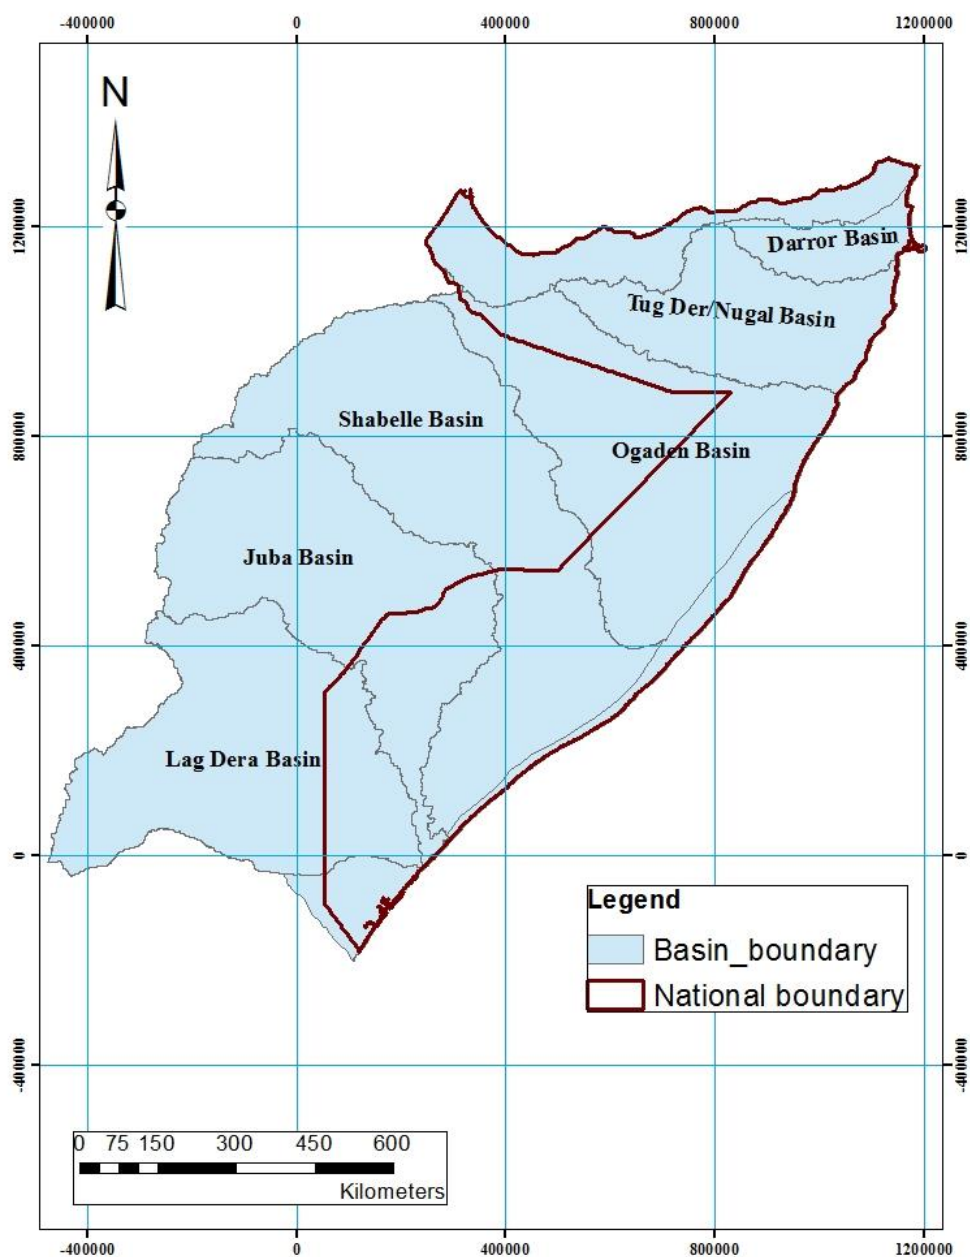 -400000 0 400000 800000 1200000
N
1200000 1200000
Darror Basin
Tug Der/Nugal Basin
Shabelle Basin
800000 800000
Ogaden Basin
Juba Basin
400000 400000
Lag Dera Basin
0 0
Legend
Basin_boundary
National boundary
-400000 -400000
0 75 150 300 450 600
Kilometers
-400000 0 400000 800000 1200000